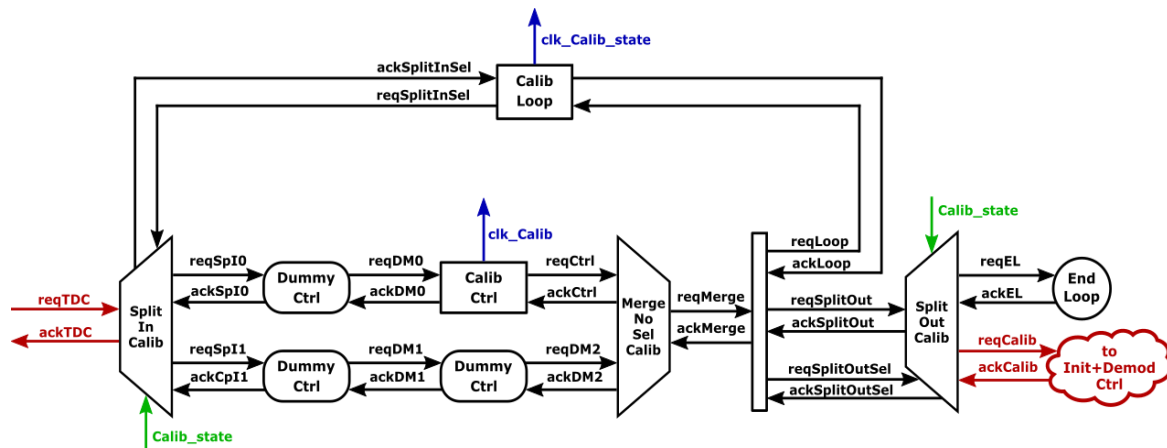 clk_Calib_state
ackSplitInSel
Calib
Loop
reqSplitInSel
clk_Calib
Calib_state
reqSpI0
reqDM0
reqCtrl
reqLoop
reqEL
Dummy
Ctrl
Calib
Ctrl
End
Loop
ackSpI0
ackDM0
ackCtrl
ackLoop
ackEL
reqTDC
Split
In
Calib
Merge
No
Sel
Calib
reqMerge
reqSplitOut
Split
Out
Calib
ackTDC
ackMerge
ackSplitOut
reqCalib
to
Init+Demod
Ctrl
reqSpI1
reqDM1
reqDM2
reqSplitOutSel
ackCalib
Dummy
Ctrl
Dummy
Ctrl
ackCpI1
ackDM1
ackDM2
ackSplitOutSel
Calib_state